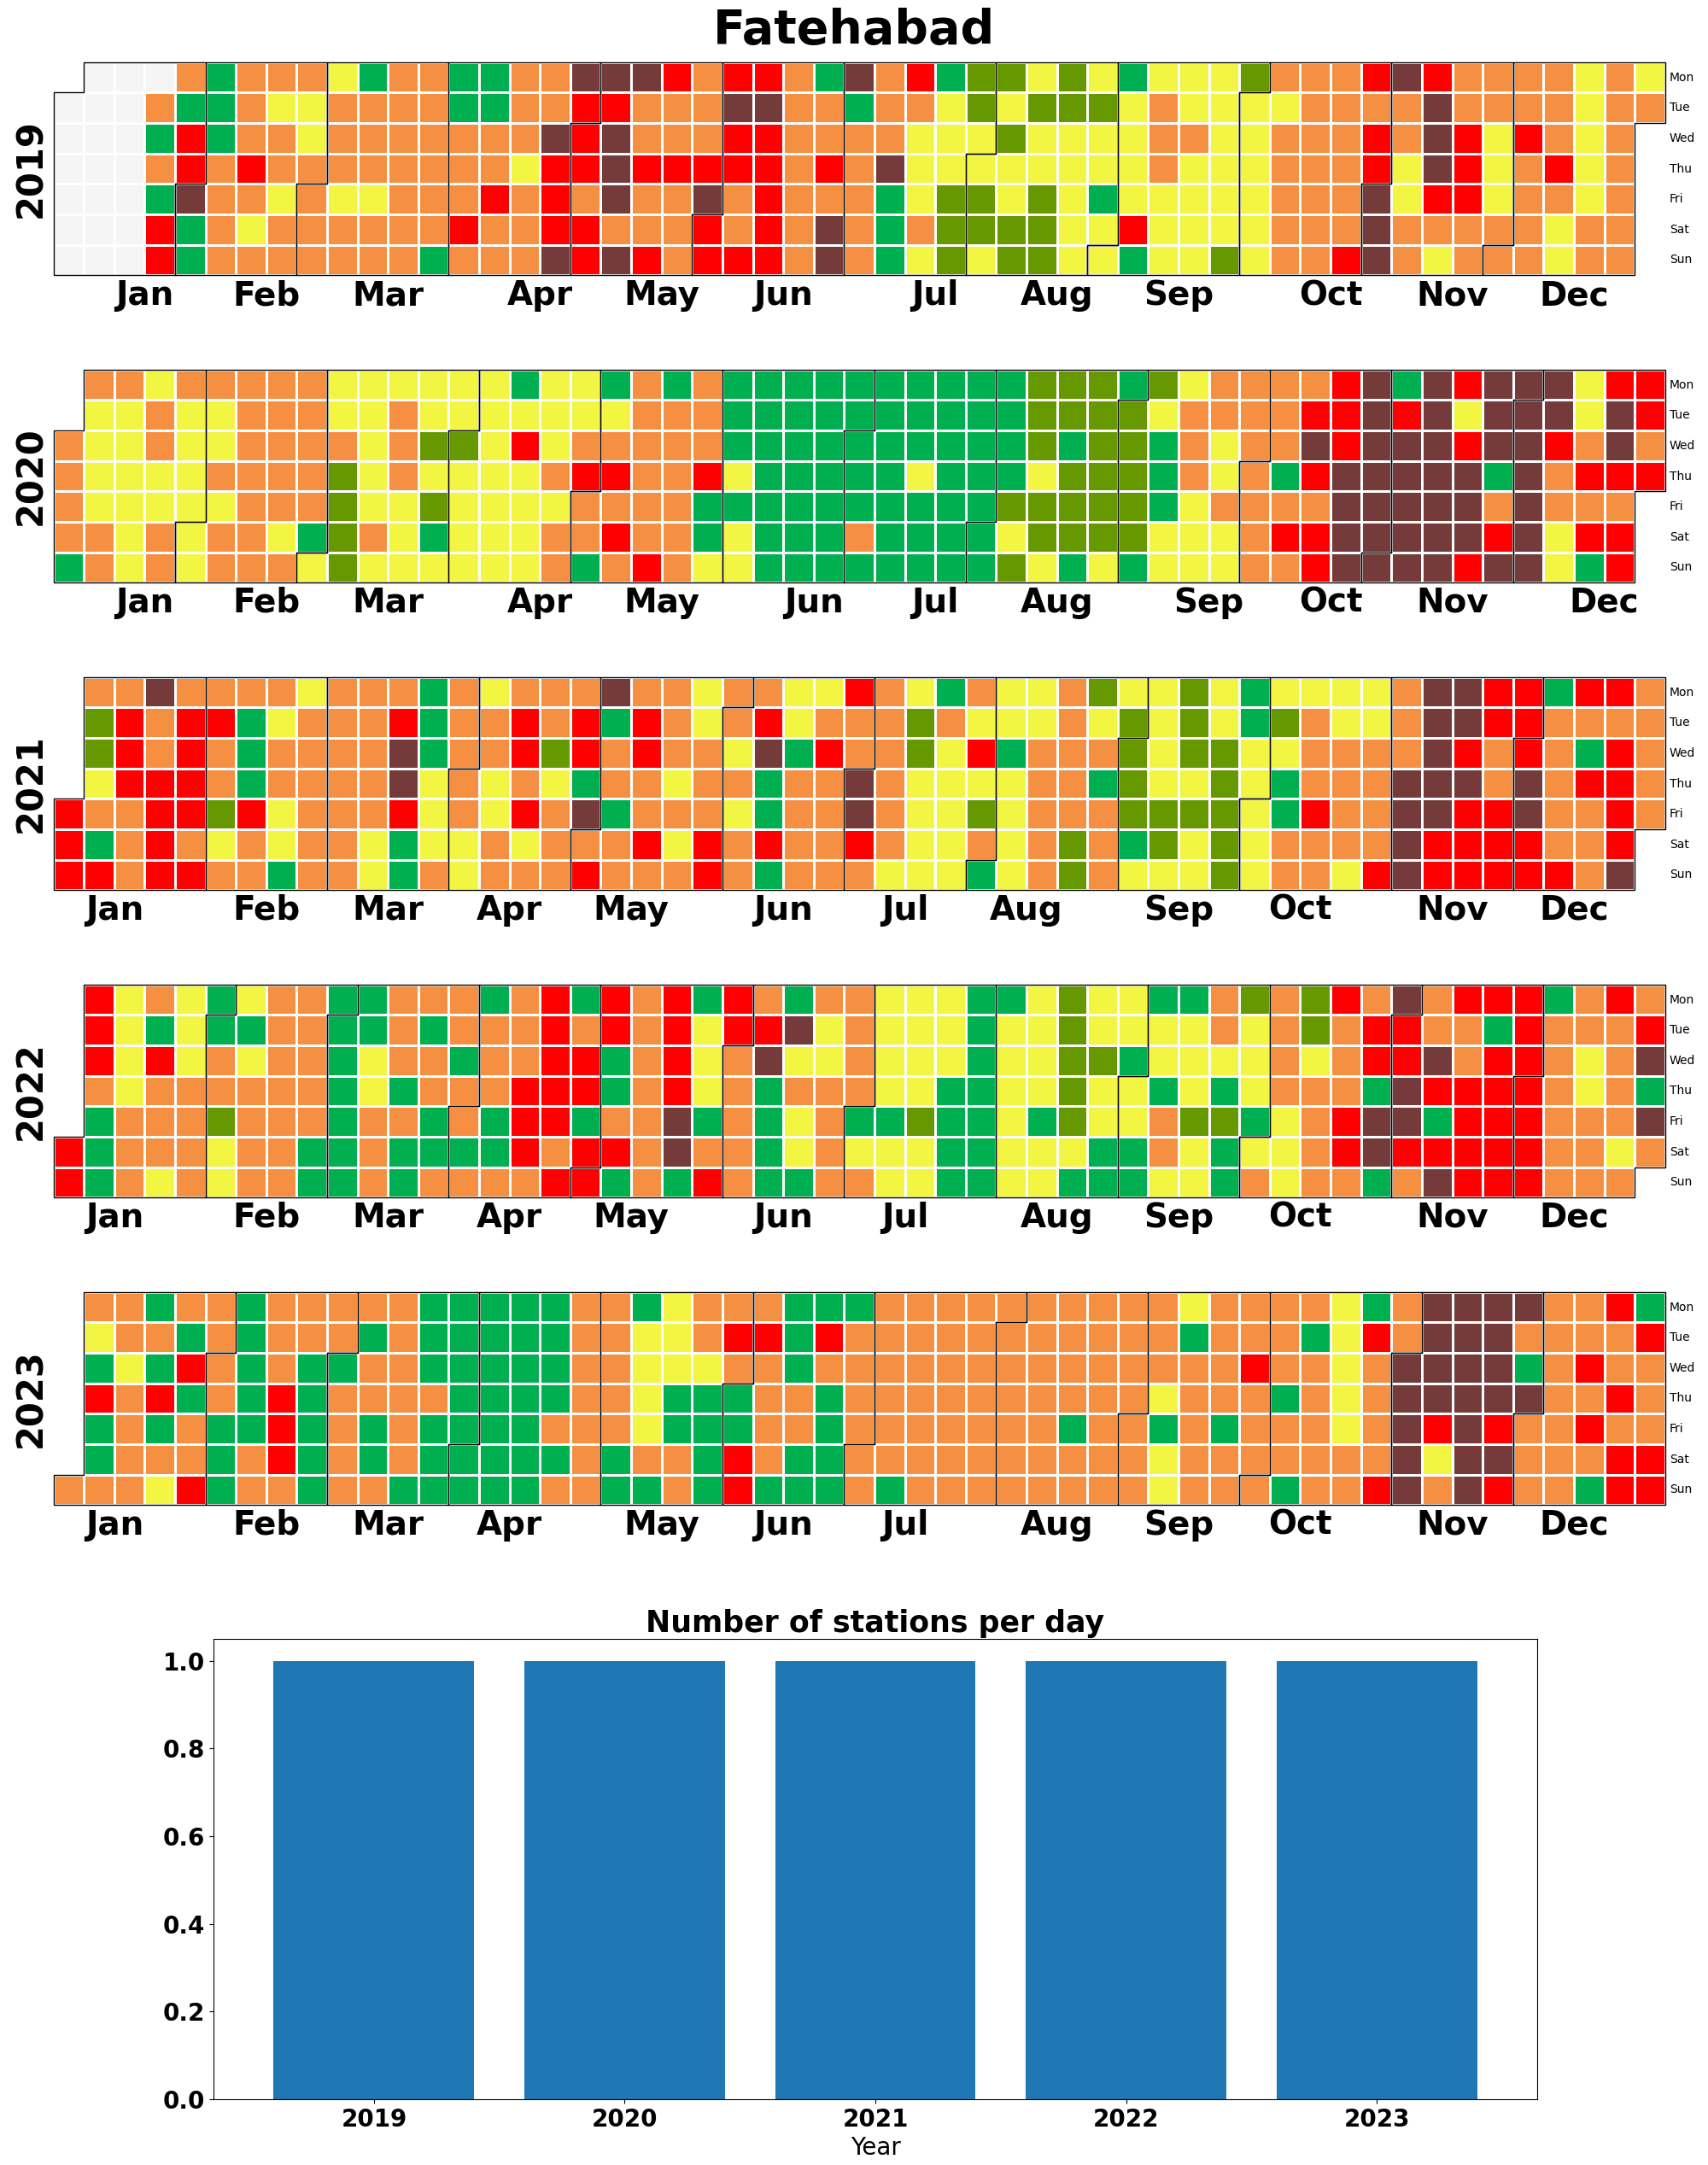 Fatehabad
2019
Mon
Tue
Wed
Thu
Fri
Sat
Sun
Jan Feb Mar Apr May Jun Jul Aug Sep Oct Nov Dec
2020
Mon
Tue
Wed
Thu
Fri
Sat
Sun
Jan Feb Mar Apr May Jun Jul Aug Sep Oct Nov Dec
2021
Mon
Tue
Wed
Thu
Fri
Sat
Sun
Jan Feb Mar Apr May Jun Jul Aug Sep Oct Nov Dec
2022
Mon
Tue
Wed
Thu
Fri
Sat
Sun
Jan Feb Mar Apr May Jun Jul Aug Sep Oct Nov Dec
2023
Mon
Tue
Wed
Thu
Fri
Sat
Sun
Jan Feb Mar Apr May Jun Jul Aug Sep Oct Nov Dec
Number of stations per day
1.0
0.8
0.6
0.4
0.2
0.0
2019 2020 2021 2022 2023
Year